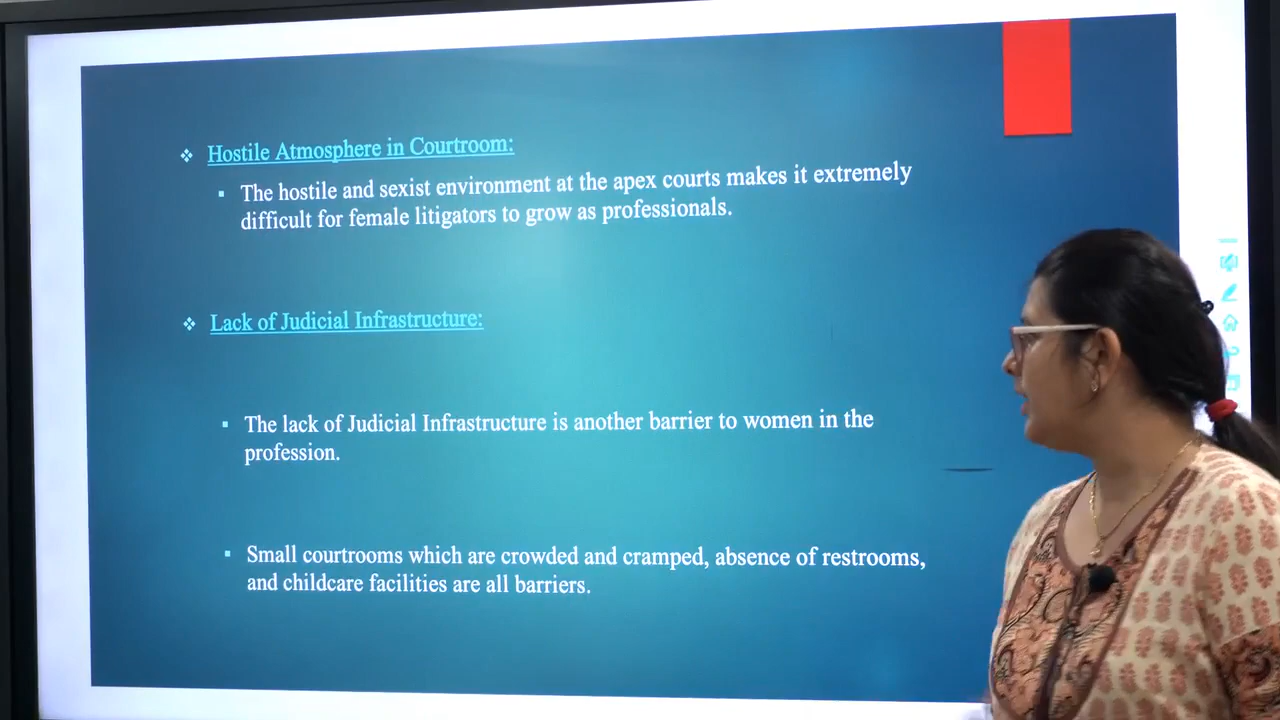 Hostile Atmosphere in Courtroom:
The hostile and sexist environment at the apex courts makes it extremely
difficult for female litigators to grow as professionals.
Lack of Judicial Infrastructure:
The lack of Judicial Infrastructure is another barrier to women in the
profession.
Small courtrooms which are crowded and cramped, absence of restrooms,
and childcare facilities are all barriers.